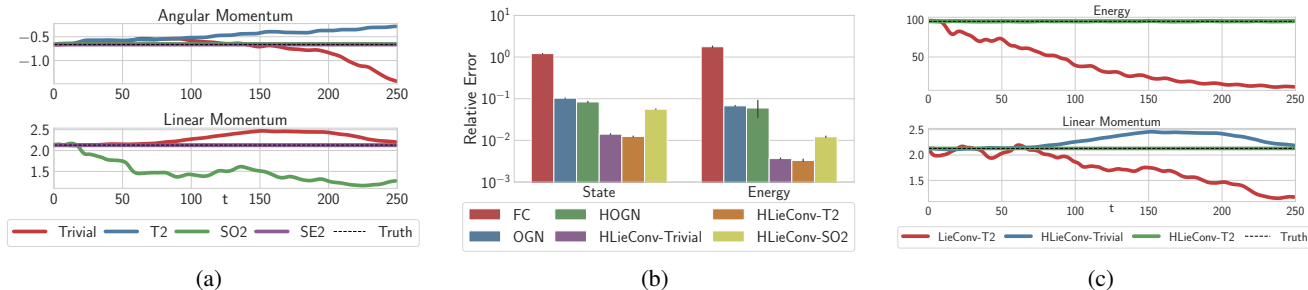 Angular Momentum
−0.5
−1.0
0 50 100 150 200 250
Linear Momentum
2.5
2.0
1.5
0 50 100 150 200 250
t
Trivial T2 SO2 SE2 Truth
(a)
Relative Error
10⁰
10⁻¹
10⁻²
10⁻³
State Energy
FC HOGN HLieConv-T2
OGN HLieConv-Trivial HLieConv-SO2
(b)
Energy
100
75
50
25
0 50 100 150 200 250
Linear Momentum
2.5
2.0
1.5
0 50 100 150 200 250
t
LieConv-T2 HLieConv-Trivial HLieConv-T2 Truth
(c)